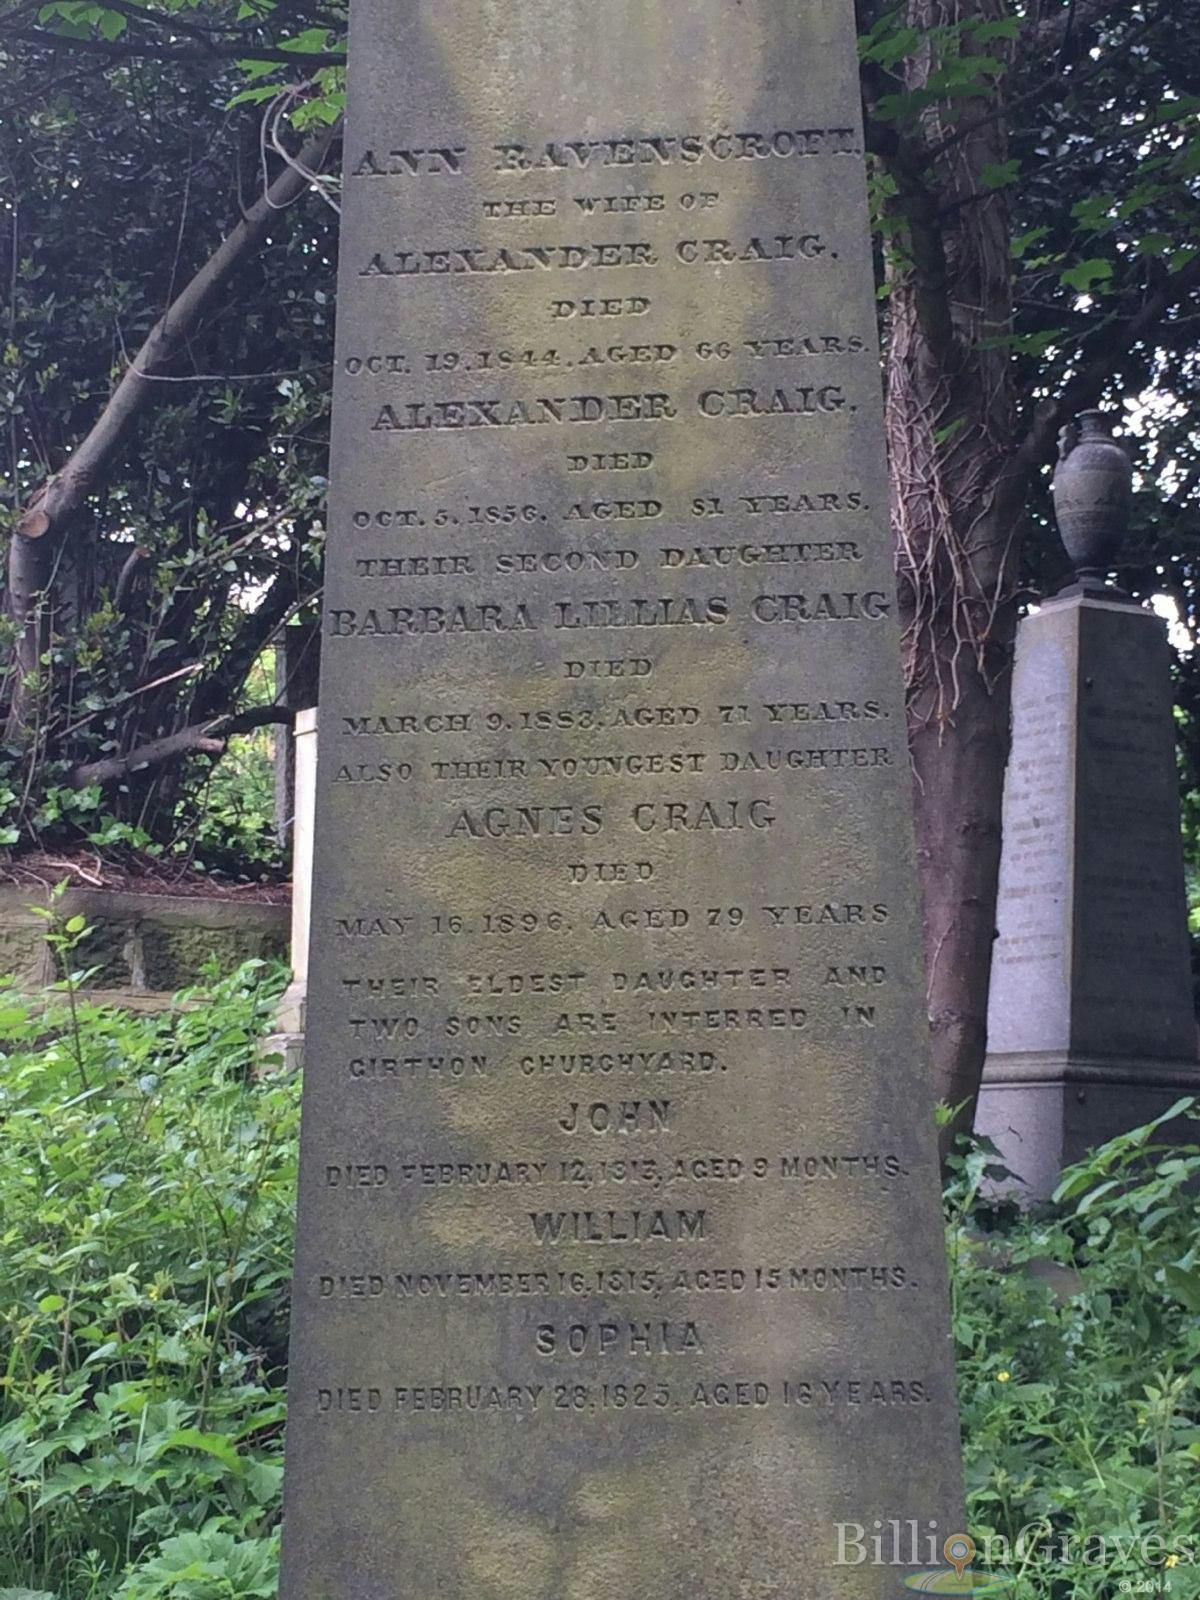 ANN RAVENSCROFT.
THE WIFE OF
ALEXANDER CRAIG.
DIED
OCT. 19. 1844. AGED 66 YEARS.
ALEXANDER CRAIG.
DIED
OCT. 5. 1856. AGED 81 YEARS.
THEIR SECOND DAUGHTER
BARBARA LILLIAS CRAIG
DIED
MARCH 9. 1883. AGED 71 YEARS.
ALSO THEIR YOUNGEST DAUGHTER
AGNES CRAIG
DIED
MAY 16. 1896. AGED 79 YEARS
THEIR ELDEST DAUGHTER AND
TWO SONS ARE INTERRED IN
GIRTHON CHURCHYARD.
JOHN
DIED FEBRUARY 12, AGED 9 MONTHS.
WILLIAM
DIED NOVEMBER 16, 1815, AGED 15 MONTHS.
SOPHIA
DIED FEBRUARY 28, 1825, AGED 16 YEARS.
BillionGraves
© 2014